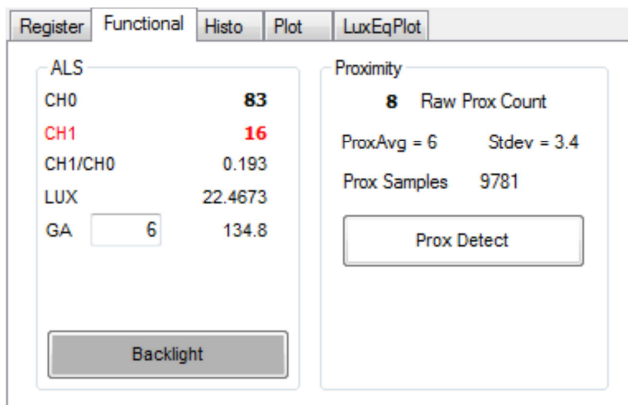 Register Functional Histo Plot LuxEqPlot
ALS
CH0 83
CH1 16
CH1/CH0 0.193
LUX 22.4673
GA 6 134.8
Backlight
Proximity
8 Raw Prox Count
ProxAvg = 6 Stdev = 3.4
Prox Samples 9781
Prox Detect